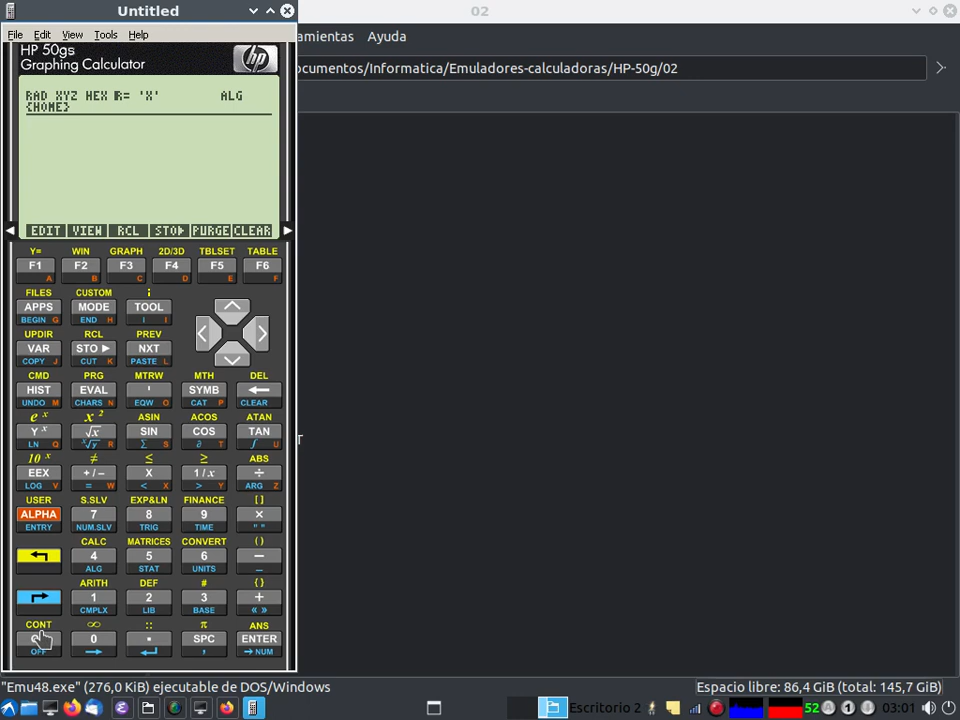 Untitled
02
File Edit View Tools Help
amientas Ayuda
ocumentos/Informatica/Emuladores-calculadoras/HP-50g/02
HP 50gs
Graphing Calculator
hp
RAD XYZ HEX R= 'X' ALG
{HOME}
EDIT VIEW RCL STO▶ PURGE CLEAR
Y= WIN GRAPH 2D/3D TBLSET TABLE
F1 F2 F3 F4 F5 F6
A B C D E F
FILES CUSTOM i
APPS MODE TOOL
BEGIN G END H i I
UPDIR RCL PREV
VAR STO ▶ NXT
COPY J CUT K PASTE L
CMD PRG MTRW MTH DEL
HIST EVAL ' SYMB ←
UNDO M CHARS N EQW O CAT P CLEAR
e^x x² ASIN ACOS ATAN
Y^x √x SIN COS TAN
LN Q ˣ√y R Σ S ∂ T ∫ U
10^x ≠ ≤ ≥ ABS
EEX +/− X 1/x ÷
LOG V = W < X > Y ARG Z
USER S.SLV EXP&LN FINANCE [ ]
ALPHA 7 8 9 ×
ENTRY NUM.SLV TRIG TIME " "
CALC MATRICES CONVERT ( )
4 5 6 −
ALG STAT UNITS _
ARITH DEF # { }
1 2 3 +
CMPLX LIB BASE « »
CONT ∞ :: π ANS
0 . SPC ENTER
OFF → ↵ , →NUM
T
"Emu48.exe" (276,0 KiB) ejecutable de DOS/Windows
Espacio libre: 86,4 GiB (total: 145,7 GiB)
Escritorio 2
52
A
1
03:01